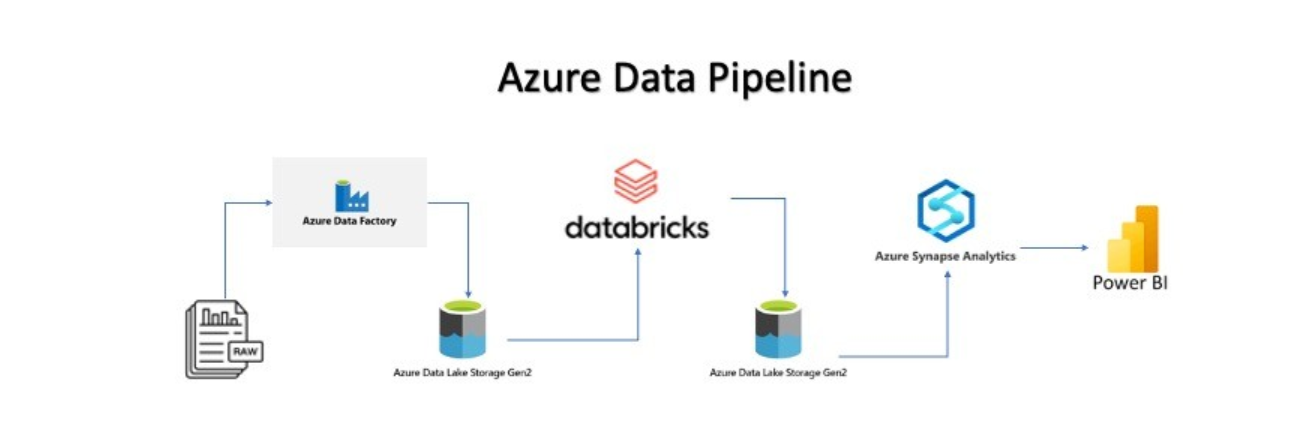 Azure Data Pipeline
Azure Data Factory
databricks
Azure Synapse Analytics
Power BI
RAW
Azure Data Lake Storage Gen2
Azure Data Lake Storage Gen2